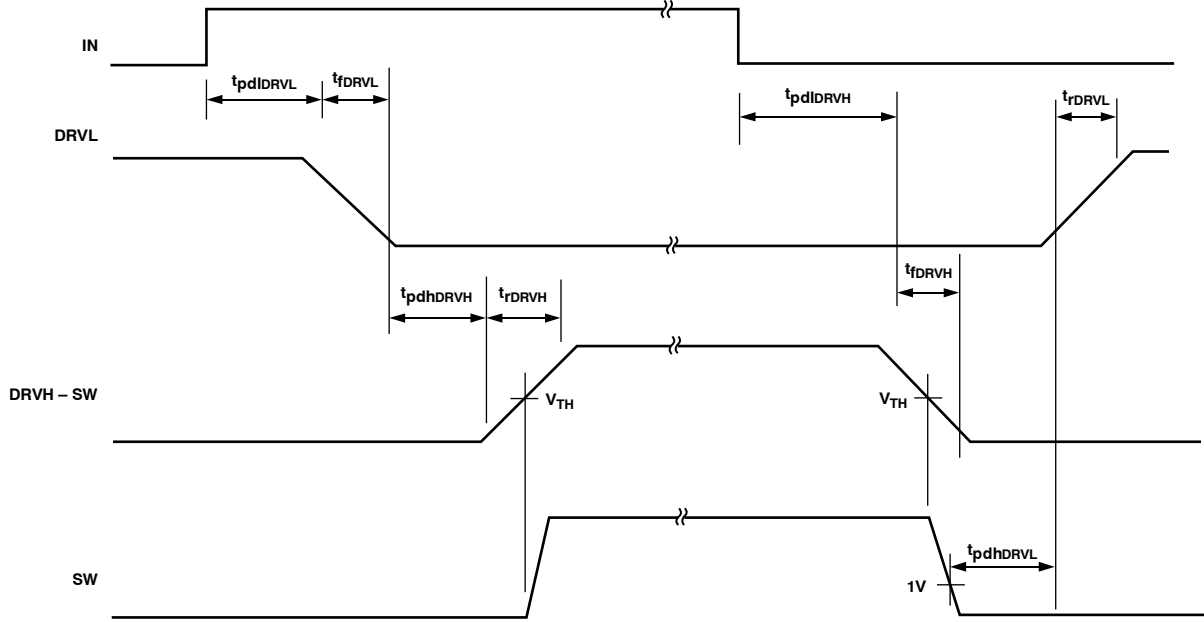 IN
tpdlDRVL
tfDRVL
tpdlDRVH
trDRVL
DRVL
tpdhDRVH
trDRVH
tfDRVH
DRVH – SW
VTH
VTH
SW
1V
tpdhDRVL